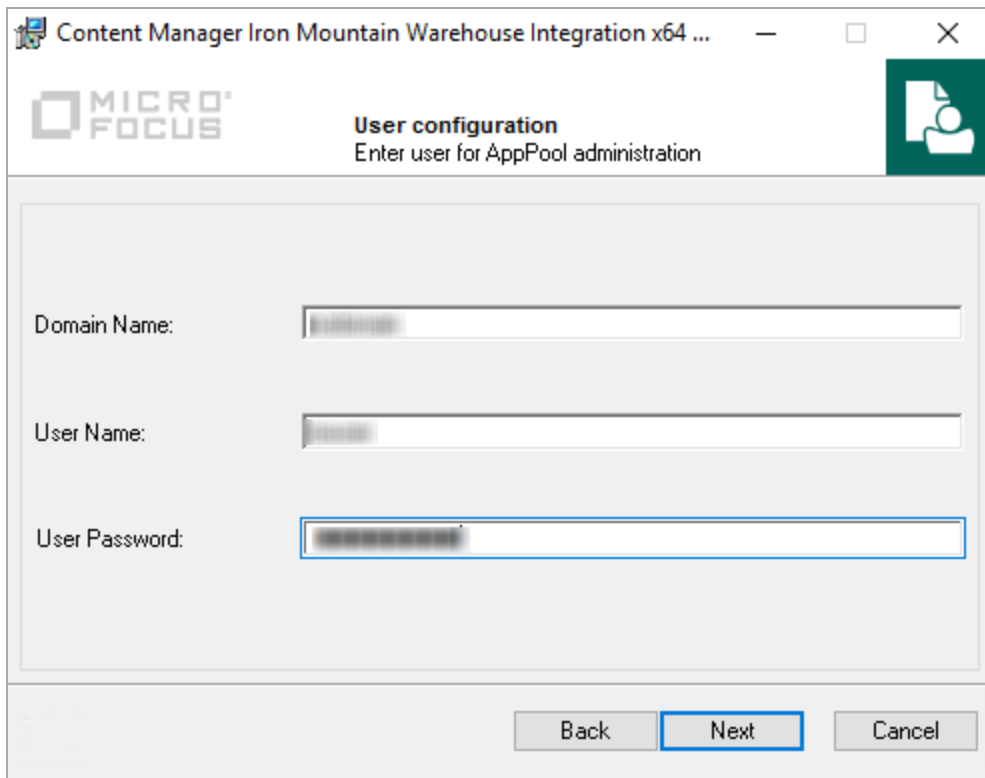 Content Manager Iron Mountain Warehouse Integration x64 ...
MICRO
FOCUS
User configuration
Enter user for AppPool administration
Domain Name:
User Name:
User Password:
Back
Next
Cancel